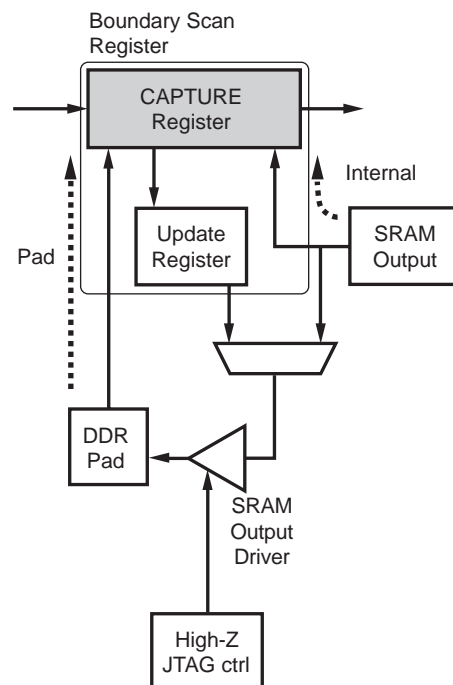 Boundary Scan
Register
CAPTURE
Register
Internal
Update
Register
SRAM
Output
Pad
DDR
Pad
SRAM
Output
Driver
High-Z
JTAG ctrl